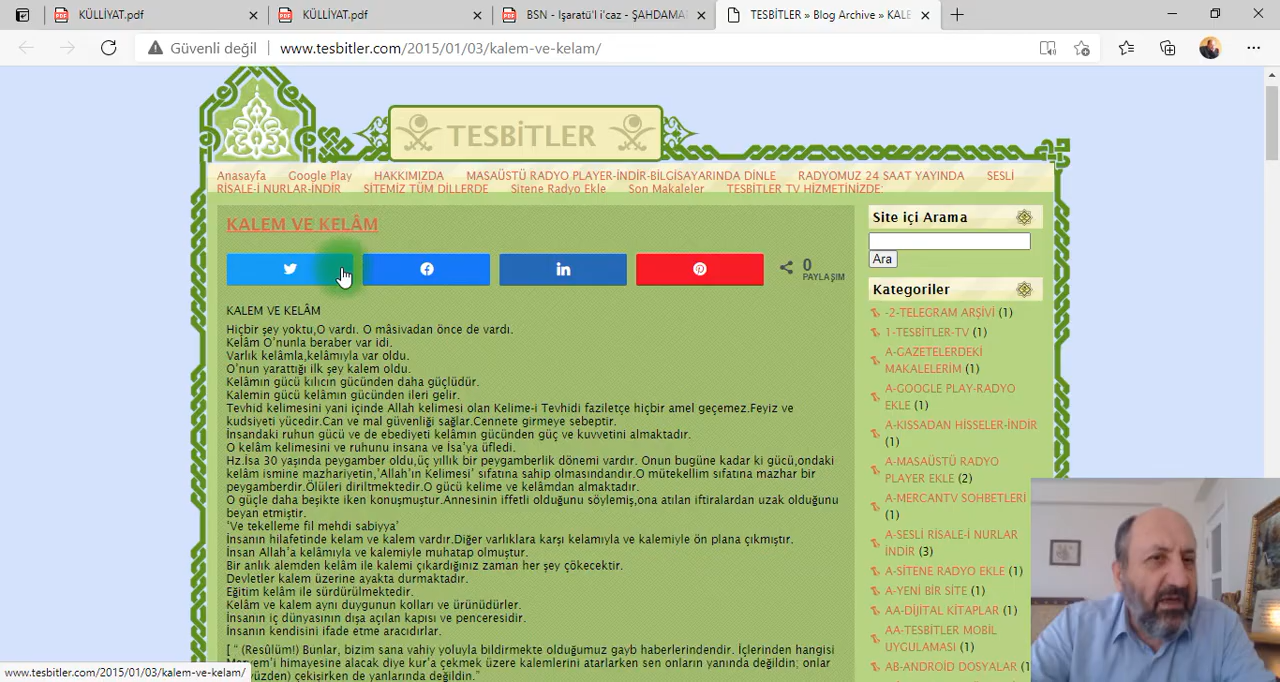 KÜLLİYAT.pdf
KÜLLİYAT.pdf
BSN - Işaratü'l i'caz - ŞAHDAMA
TESBİTLER » Blog Archive » KALE
Güvenli değil
www.tesbitler.com/2015/01/03/kalem-ve-kelam/
TESBİTLER
Anasayfa Google Play HAKKIMIZDA MASAÜSTÜ RADYO PLAYER-İNDİR-BİLGİSAYARINDA DİNLE RADYOMUZ 24 SAAT YAYINDA SESLİ
RİSALE-İ NURLAR-İNDİR SİTEMİZ TÜM DİLLERDE Sitene Radyo Ekle Son Makaleler TESBİTLER TV HİZMETİNİZDE:
KALEM VE KELÂM
0
PAYLAŞIM
KALEM VE KELÂM
Hiçbir şey yoktu,O vardı. O mâsivadan önce de vardı.
Kelâm O'nunla beraber var idi.
Varlık kelâmla,kelâmıyla var oldu.
O'nun yarattığı ilk şey kalem oldu.
Kelâmın gücü kılıcın gücünden daha güçlüdür.
Kalemin gücü kelâmın gücünden ileri gelir.
Tevhid kelimesini yani içinde Allah kelimesi olan Kelime-i Tevhidi faziletçe hiçbir amel geçemez.Feyiz ve
kudsiyeti yücedir.Can ve mal güvenliği sağlar.Cennete girmeye sebeptir.
İnsandaki ruhun gücü ve de ebediyeti kelâmın gücünden güç ve kuvvetini almaktadır.
O kelâm kelimesini ve ruhunu insana ve İsa'ya üfledi.
Hz.İsa 30 yaşında peygamber oldu,üç yıllık bir peygamberlik dönemi vardır. Onun bugüne kadar ki gücü,ondaki
kelâm ismine mazhariyetin,'Allah'ın Kelimesi' sıfatına sahip olmasındandır.O mütekellim sıfatına mazhar bir
peygamberdir.Ölüleri diriltmektedir.O gücü kelime ve kelâmdan almaktadır.
O güçle daha beşikte iken konuşmuştur.Annesinin iffetli olduğunu söylemiş,ona atılan iftiralardan uzak olduğunu
beyan etmiştir.
'Ve tekelleme fil mehdi sabiyya'
İnsanın hilafetinde kelam ve kalem vardır.Diğer varlıklara karşı kelamıyla ve kalemiyle ön plana çıkmıştır.
İnsan Allah'a kelâmıyla ve kalemiyle muhatap olmuştur.
Bir anlık alemden kelâm ile kalemi çıkardığınız zaman her şey çökecektir.
Devletler kalem üzerine ayakta durmaktadır.
Eğitim kelâm ile sürdürülmektedir.
Kelâm ve kalem aynı duygunun kolları ve ürünüdürler.
İnsanın iç dünyasının dışa açılan kapısı ve penceresidir.
İnsanın kendisini ifade etme aracıdırlar.
[ " (Resûlüm!) Bunlar, bizim sana vahiy yoluyla bildirmekte olduğumuz gayb haberlerindendir. İçlerinden hangisi
Meryem'i himayesine alacak diye kur'a çekmek üzere kalemlerini atarlarken sen onların yanında değildin; onlar
yüzden) çekişirken de yanlarında değildin."
Site içi Arama
Ara
Kategoriler
-2-TELEGRAM ARŞİVİ (1)
1-TESBİTLER-TV (1)
A-GAZETELERDEKİ
MAKALELERİM (1)
A-GOOGLE PLAY-RADYO
EKLE (1)
A-KISSADAN HİSSELER-İNDİR
(1)
A-MASAÜSTÜ RADYO
PLAYER EKLE (2)
A-MERCANTV SOHBETLERİ
(1)
A-SESLİ RİSALE-İ NURLAR
İNDİR (3)
A-SİTENE RADYO EKLE (1)
A-YENİ BİR SİTE (1)
AA-DİJİTAL KİTAPLAR (1)
AA-TESBİTLER MOBİL
UYGULAMASI (1)
AB-ANDROİD DOSYALAR (1
www.tesbitler.com/2015/01/03/kalem-ve-kelam/